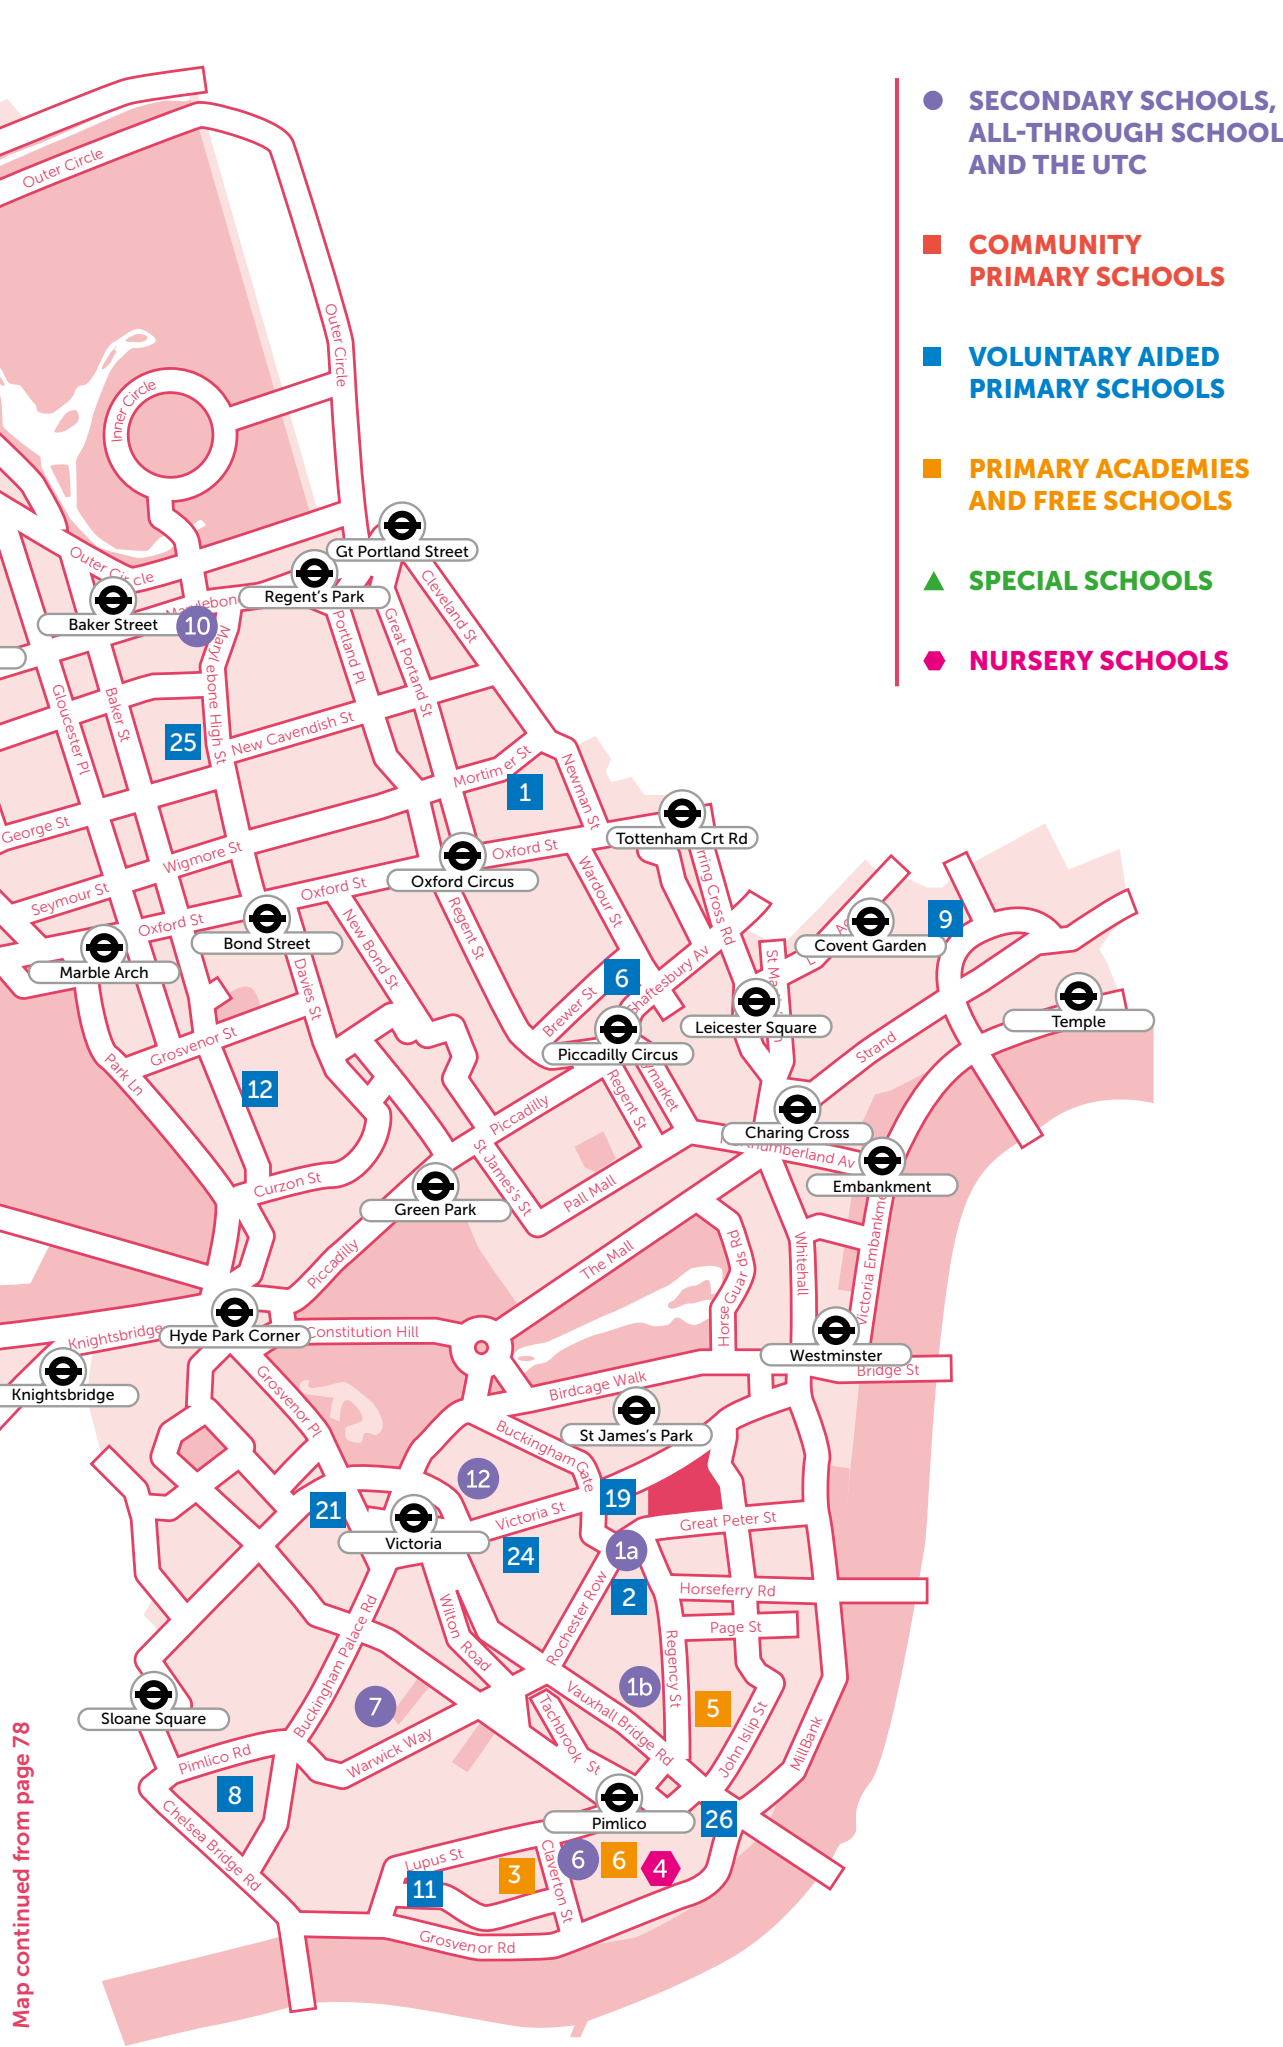 SECONDARY SCHOOLS,
ALL-THROUGH SCHOOL
AND THE UTC
COMMUNITY
PRIMARY SCHOOLS
VOLUNTARY AIDED
PRIMARY SCHOOLS
PRIMARY ACADEMIES
AND FREE SCHOOLS
SPECIAL SCHOOLS
NURSERY SCHOOLS
Outer Circle
Outer Circle
Inner Circle
Gt Portland Street
Outer Circle
Regent's Park
Cleveland St
Baker Street
10
Portland Pl
Great Portand St
Marylebone High St
Gloucester Pl
Baker St
25
New Cavendish St
Mortimer St
1
Newman St
George St
Tottenham Crt Rd
Wigmore St
Oxford St
Oxford Circus
Oxford St
Seymour St
Oxford St
Wardour St
rring Cross Rd
Bond Street
New Bond St
Regent St
Covent Garden
9
Marble Arch
Davies St
6
Shaftesbury Av
St Ma
Brewer St
Leicester Square
Temple
Grosvenor St
Piccadilly Circus
Strand
Park Ln
12
Regent St
ymarket
Piccadilly
Charing Cross
Northumberland Av
St James's St
Curzon St
Green Park
Pall Mall
Embankment
The Mall
Piccadilly
Horse Guards Rd
Whitehall
Victoria Embankme
Knightsbridge
Hyde Park Corner
Constitution Hill
Westminster
Bridge St
Knightsbridge
Grosvenor Pl
Birdcage Walk
St James's Park
Buckingham Gate
12
19
21
Victoria St
Great Peter St
Victoria
24
1a
2
Horseferry Rd
Rochester Row
Wilton Road
Page St
Buckingham Palace Rd
Regency St
Sloane Square
7
1b
5
Vauxhall Bridge Rd
Tachbrook St
John Islip St
MillBank
Pimlico Rd
Warwick Way
8
Pimlico
26
Chelsea Bridge Rd
Lupus St
11
3
Claverton St
6
6
4
Grosvenor Rd
Map continued from page 78